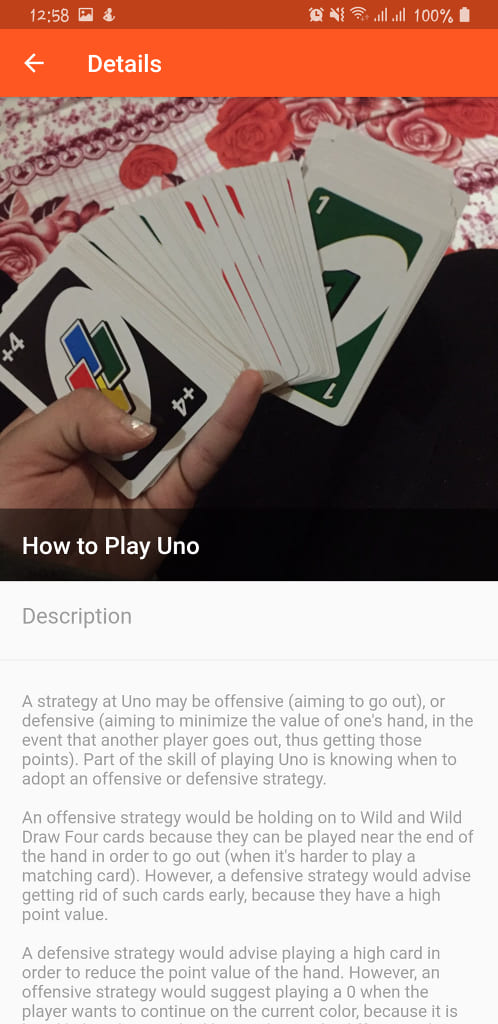 12:58
100%
Details
1
1
1
+4
+4
How to Play Uno
Description
A strategy at Uno may be offensive (aiming to go out), or
defensive (aiming to minimize the value of one's hand, in the
event that another player goes out, thus getting those
points). Part of the skill of playing Uno is knowing when to
adopt an offensive or defensive strategy.
An offensive strategy would be holding on to Wild and Wild
Draw Four cards because they can be played near the end of
the hand in order to go out (when it's harder to play a
matching card). However, a defensive strategy would advise
getting rid of such cards early, because they have a high
point value.
A defensive strategy would advise playing a high card in
order to reduce the point value of the hand. However, an
offensive strategy would suggest playing a 0 when the
player wants to continue on the current color, because it is